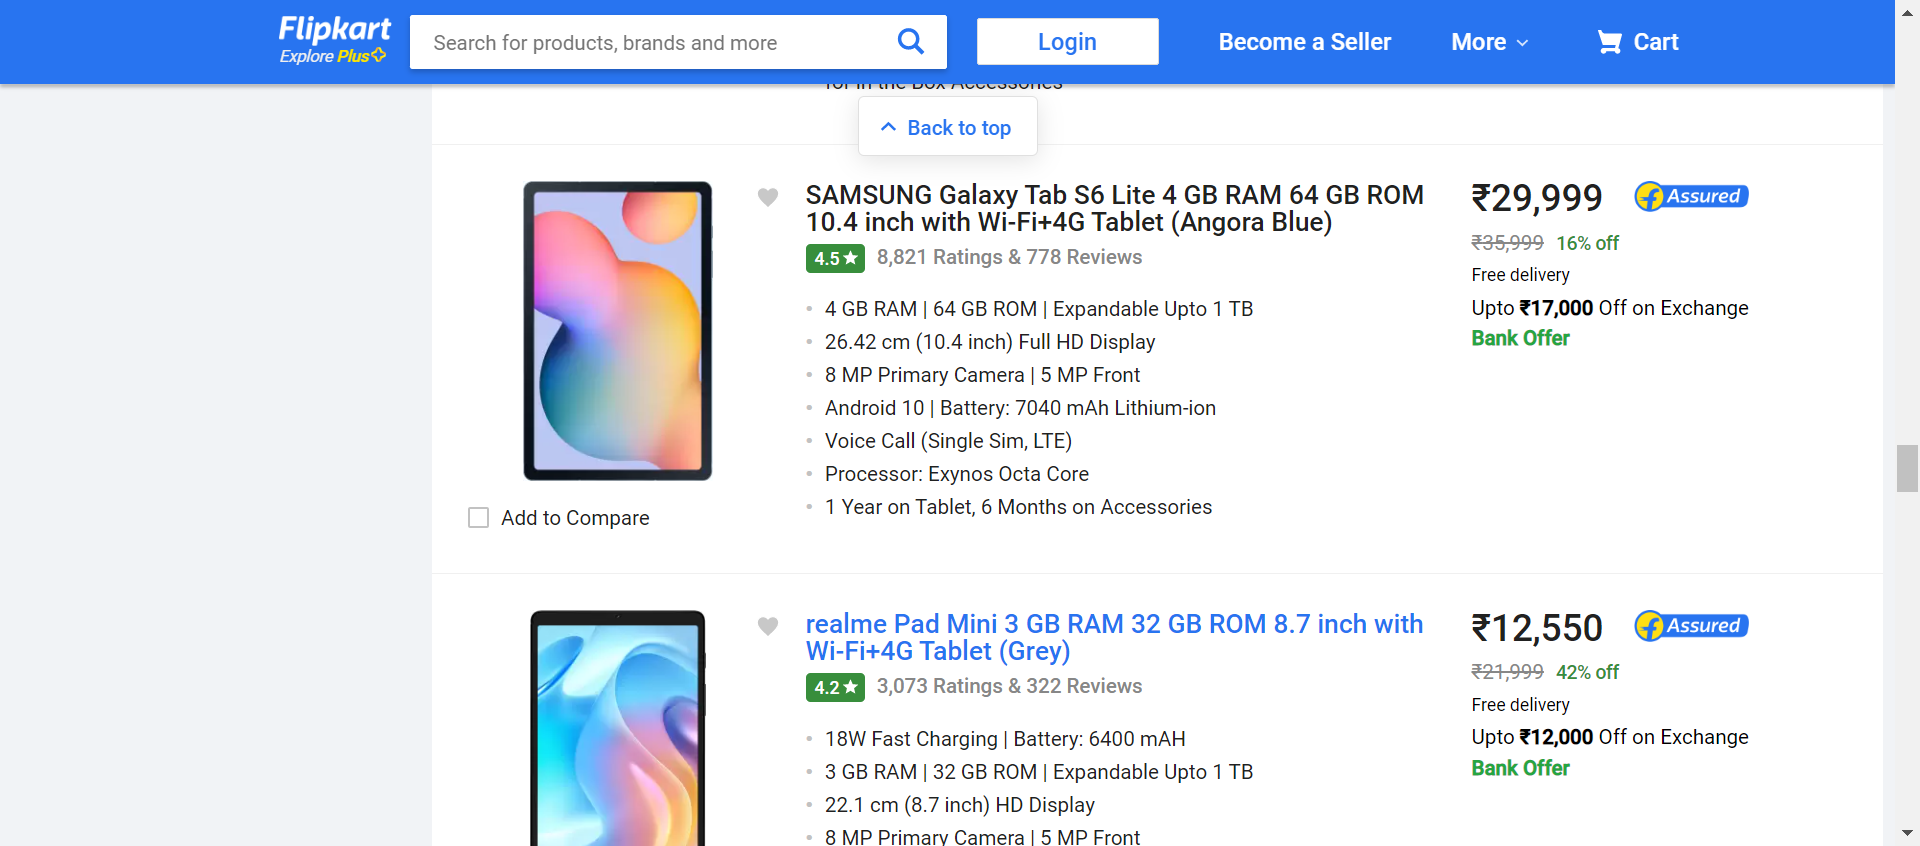 Flipkart
Explore Plus
Search for products, brands and more
Login
Become a Seller
More
Cart
for In the Box Accessories
Back to top
SAMSUNG Galaxy Tab S6 Lite 4 GB RAM 64 GB ROM
10.4 inch with Wi-Fi+4G Tablet (Angora Blue)
4.5★ 8,821 Ratings & 778 Reviews
4 GB RAM | 64 GB ROM | Expandable Upto 1 TB
26.42 cm (10.4 inch) Full HD Display
8 MP Primary Camera | 5 MP Front
Android 10 | Battery: 7040 mAh Lithium-ion
Voice Call (Single Sim, LTE)
Processor: Exynos Octa Core
1 Year on Tablet, 6 Months on Accessories
Add to Compare
₹29,999
Assured
₹35,999 16% off
Free delivery
Upto ₹17,000 Off on Exchange
Bank Offer
realme Pad Mini 3 GB RAM 32 GB ROM 8.7 inch with
Wi-Fi+4G Tablet (Grey)
4.2★ 3,073 Ratings & 322 Reviews
18W Fast Charging | Battery: 6400 mAH
3 GB RAM | 32 GB ROM | Expandable Upto 1 TB
22.1 cm (8.7 inch) HD Display
8 MP Primary Camera | 5 MP Front
₹12,550
Assured
₹21,999 42% off
Free delivery
Upto ₹12,000 Off on Exchange
Bank Offer